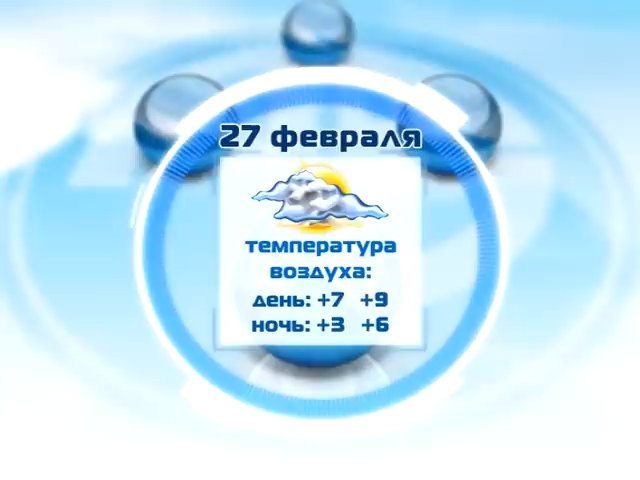 27 февраля
температура
воздуха:
день: +7 +9
ночь: +3 +6